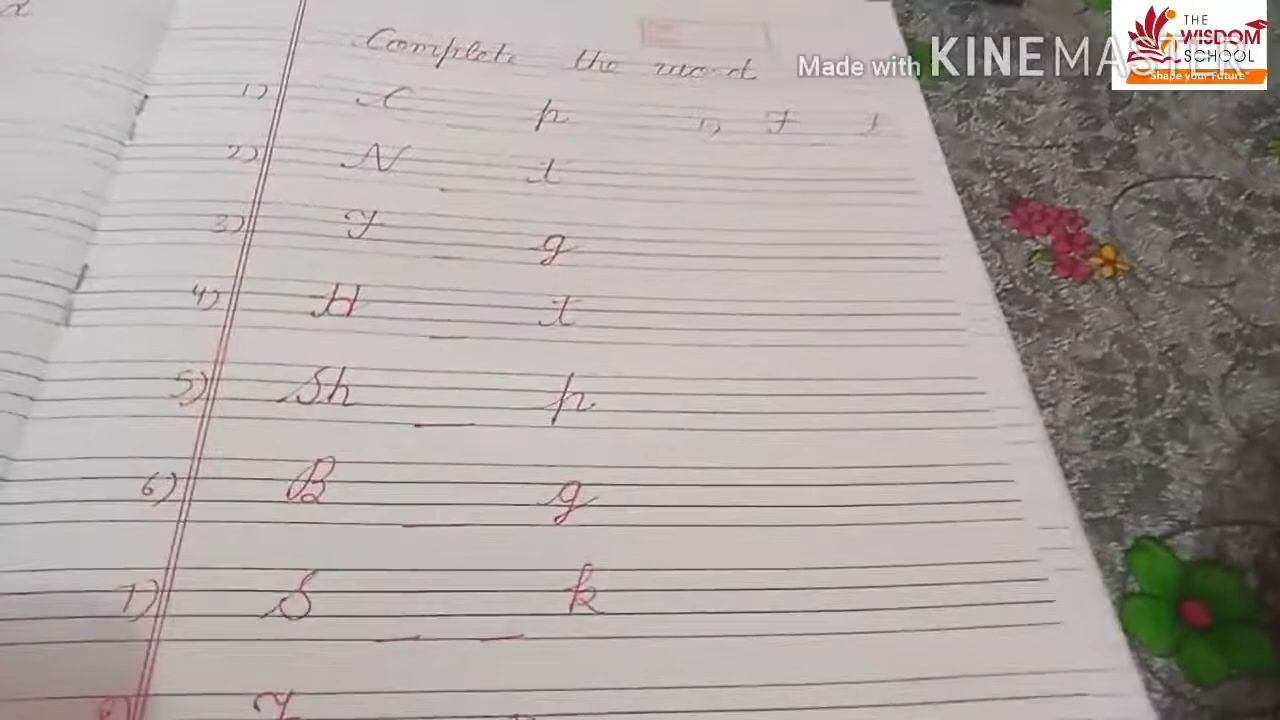 Complete the word
1) C p 1) F t
2) N _ t
3) J _ g
4) H _ t
5) Sh _ p
6) B _ g
7) S _ _ k
Made with KINEMASTER
THE WISDOM SCHOOL
"Shape your Future"